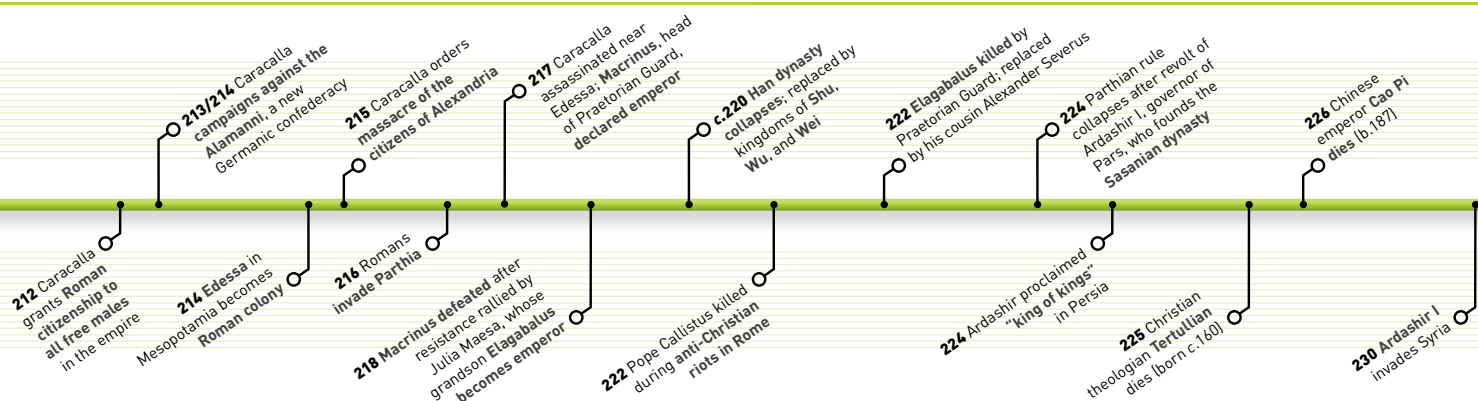 212 Caracalla
grants Roman
citizenship to
all free males
in the empire
213/214 Caracalla
campaigns against the
Alamanni, a new
Germanic confederacy
214 Edessa in
Mesopotamia becomes
Roman colony
215 Caracalla orders
massacre of the
citizens of Alexandria
216 Romans
invade Parthia
217 Caracalla
assassinated near
Edessa; Macrinus, head
of Praetorian Guard,
declared emperor
218 Macrinus defeated after
resistance rallied by
Julia Maesa, whose
grandson Elagabalus
becomes emperor
c.220 Han dynasty
collapses; replaced by
kingdoms of Shu,
Wu, and Wei
222 Pope Callistus killed
during anti-Christian
riots in Rome
222 Elagabalus killed by
Praetorian Guard; replaced
by his cousin Alexander Severus
224 Parthian rule
collapses after revolt of
Ardashir I, governor of
Pars, who founds the
Sasanian dynasty
224 Ardashir proclaimed
"king of kings"
in Persia
225 Christian
theologian Tertullian
dies (born c.160)
226 Chinese
emperor Cao Pi
dies (b.187)
230 Ardashir I
invades Syria